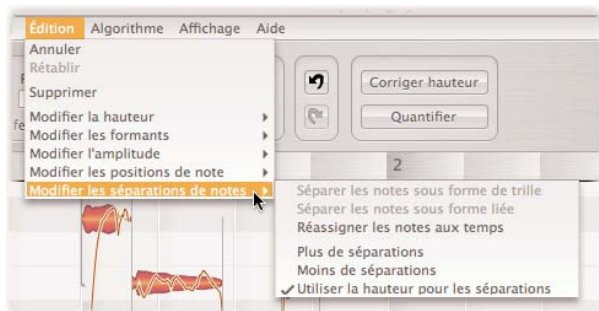 Édition Algorithme Affichage Aide
Annuler
Rétablir
Supprimer
Modifier la hauteur
Modifier les formants
Modifier l'amplitude
Modifier les positions de note
Modifier les séparations de notes
Corriger hauteur
Quantifier
2
Séparer les notes sous forme de trille
Séparer les notes sous forme liée
Réassigner les notes aux temps
Plus de séparations
Moins de séparations
Utiliser la hauteur pour les séparations